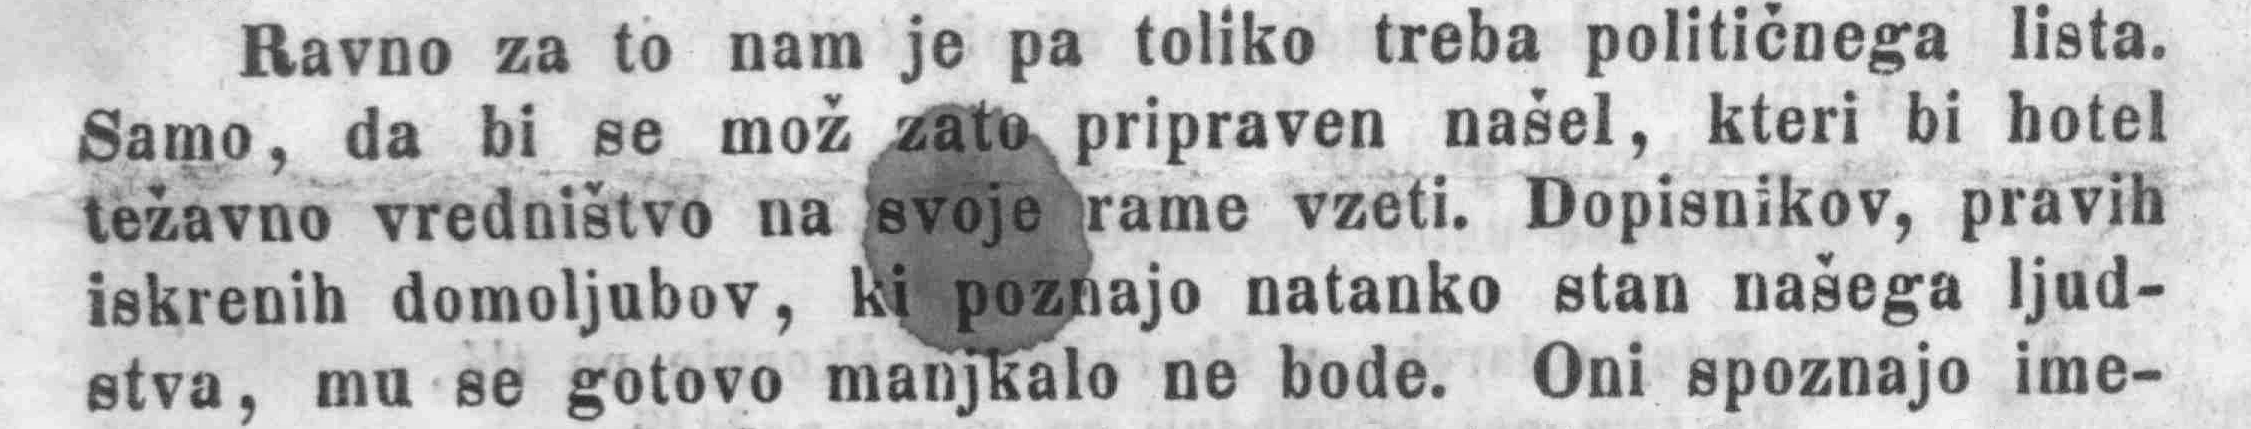 Ravno za to nam je pa toliko treba političnega lista.
Samo, da bi se mož zato pripraven našel, kteri bi hotel
težavno vredništvo na svoje rame vzeti. Dopisnikov, pravih
iskrenih domoljubov, ki poznajo natanko stan našega ljud-
stva, mu se gotovo manjkalo ne bode. Oni spoznajo ime-